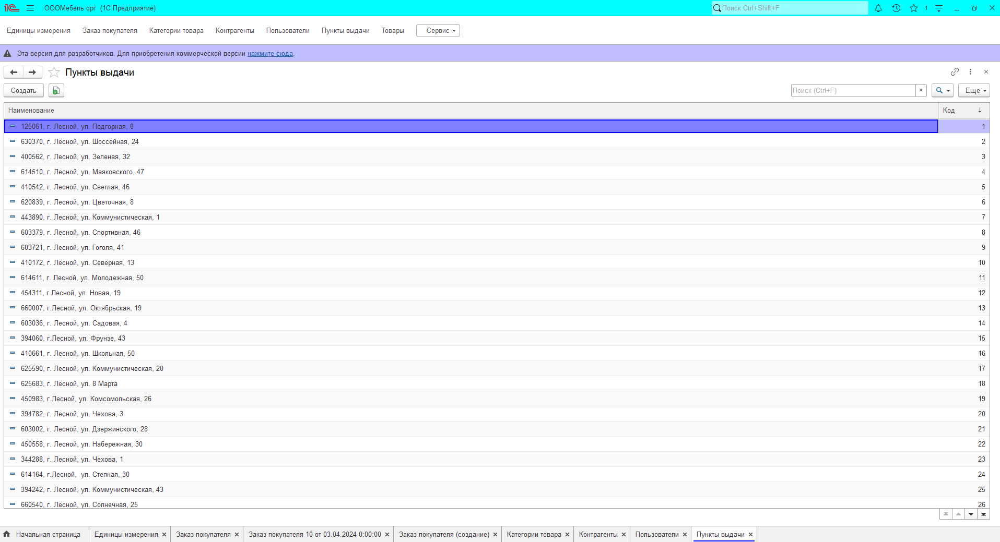 1С ОООМебель орг (1С:Предприятие) Поиск Ctrl+Shift+F 1
Единицы измерения Заказ покупателя Категории товара Контрагенты Пользователи Пункты выдачи Товары Сервис
Эта версия для разработчиков. Для приобретения коммерческой версии нажмите сюда.
Пункты выдачи
Создать Поиск (Ctrl+F) × Еще
Наименование Код ↓
125061, г. Лесной, ул. Подгорная, 8 1
630370, г. Лесной, ул. Шоссейная, 24 2
400562, г. Лесной, ул. Зеленая, 32 3
614510, г. Лесной, ул. Маяковского, 47 4
410542, г. Лесной, ул. Светлая, 46 5
620839, г. Лесной, ул. Цветочная, 8 6
443890, г. Лесной, ул. Коммунистическая, 1 7
603379, г. Лесной, ул. Спортивная, 46 8
603721, г. Лесной, ул. Гоголя, 41 9
410172, г. Лесной, ул. Северная, 13 10
614611, г. Лесной, ул. Молодежная, 50 11
454311, г.Лесной, ул. Новая, 19 12
660007, г.Лесной, ул. Октябрьская, 19 13
603036, г. Лесной, ул. Садовая, 4 14
394060, г.Лесной, ул. Фрунзе, 43 15
410661, г. Лесной, ул. Школьная, 50 16
625590, г. Лесной, ул. Коммунистическая, 20 17
625683, г. Лесной, ул. 8 Марта 18
450983, г.Лесной, ул. Комсомольская, 26 19
394782, г. Лесной, ул. Чехова, 3 20
603002, г. Лесной, ул. Дзержинского, 28 21
450558, г. Лесной, ул. Набережная, 30 22
344288, г. Лесной, ул. Чехова, 1 23
614164, г.Лесной,  ул. Степная, 30 24
394242, г. Лесной, ул. Коммунистическая, 43 25
660540, г. Лесной, ул. Солнечная, 25 26
Начальная страница Единицы измерения × Заказ покупателя × Заказ покупателя 10 от 03.04.2024 0:00:00 × Заказ покупателя (создание) × Категории товара × Контрагенты × Пользователи × Пункты выдачи ×